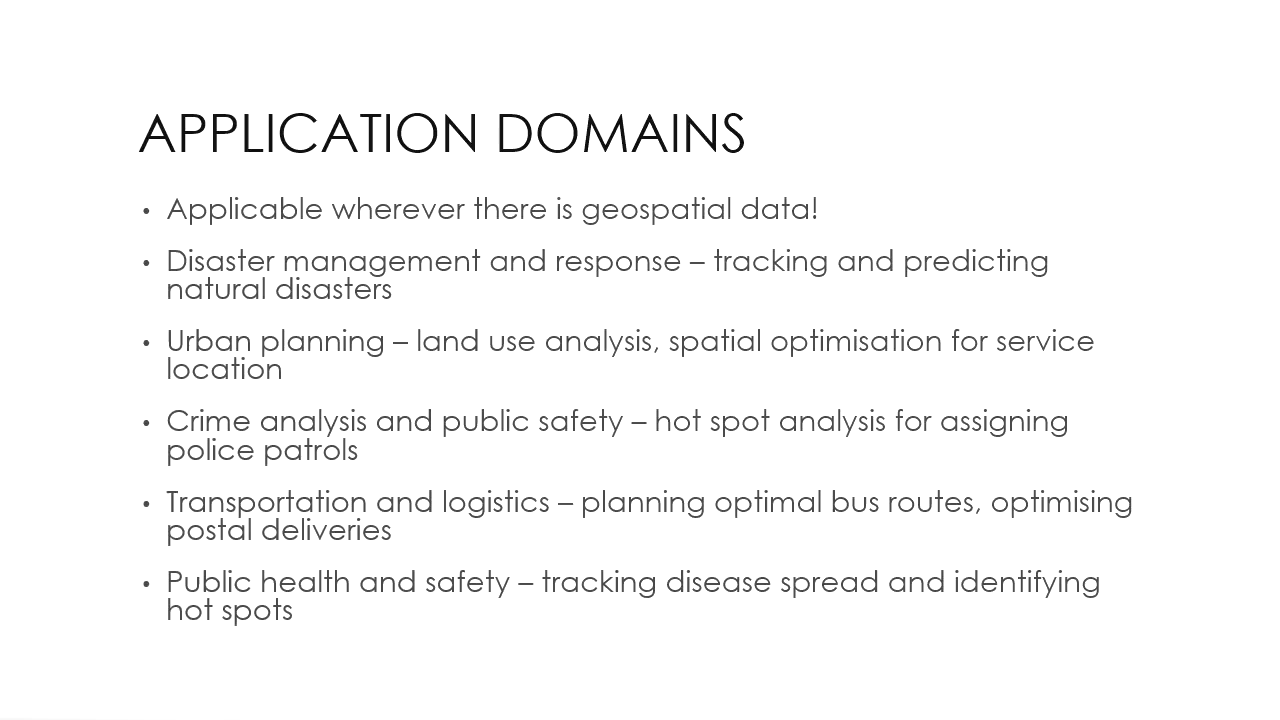 APPLICATION DOMAINS
• Applicable wherever there is geospatial data!
• Disaster management and response – tracking and predicting
natural disasters
• Urban planning – land use analysis, spatial optimisation for service
location
• Crime analysis and public safety – hot spot analysis for assigning
police patrols
• Transportation and logistics – planning optimal bus routes, optimising
postal deliveries
• Public health and safety – tracking disease spread and identifying
hot spots